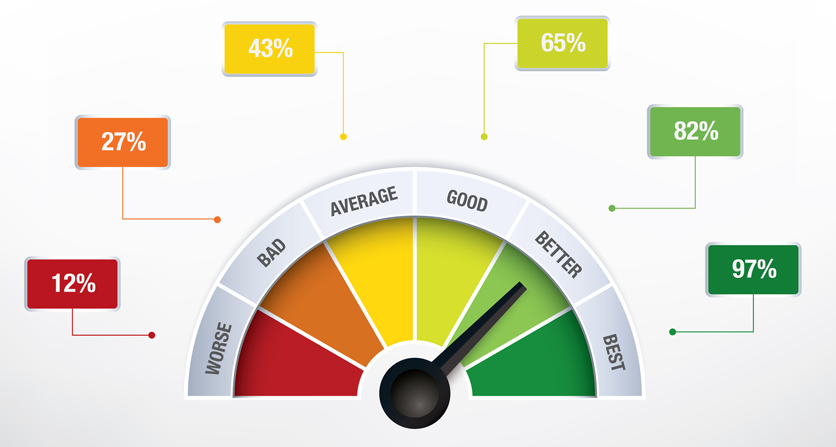 43%
65%
27%
82%
12%
97%
WORSE
BAD
AVERAGE
GOOD
BETTER
BEST